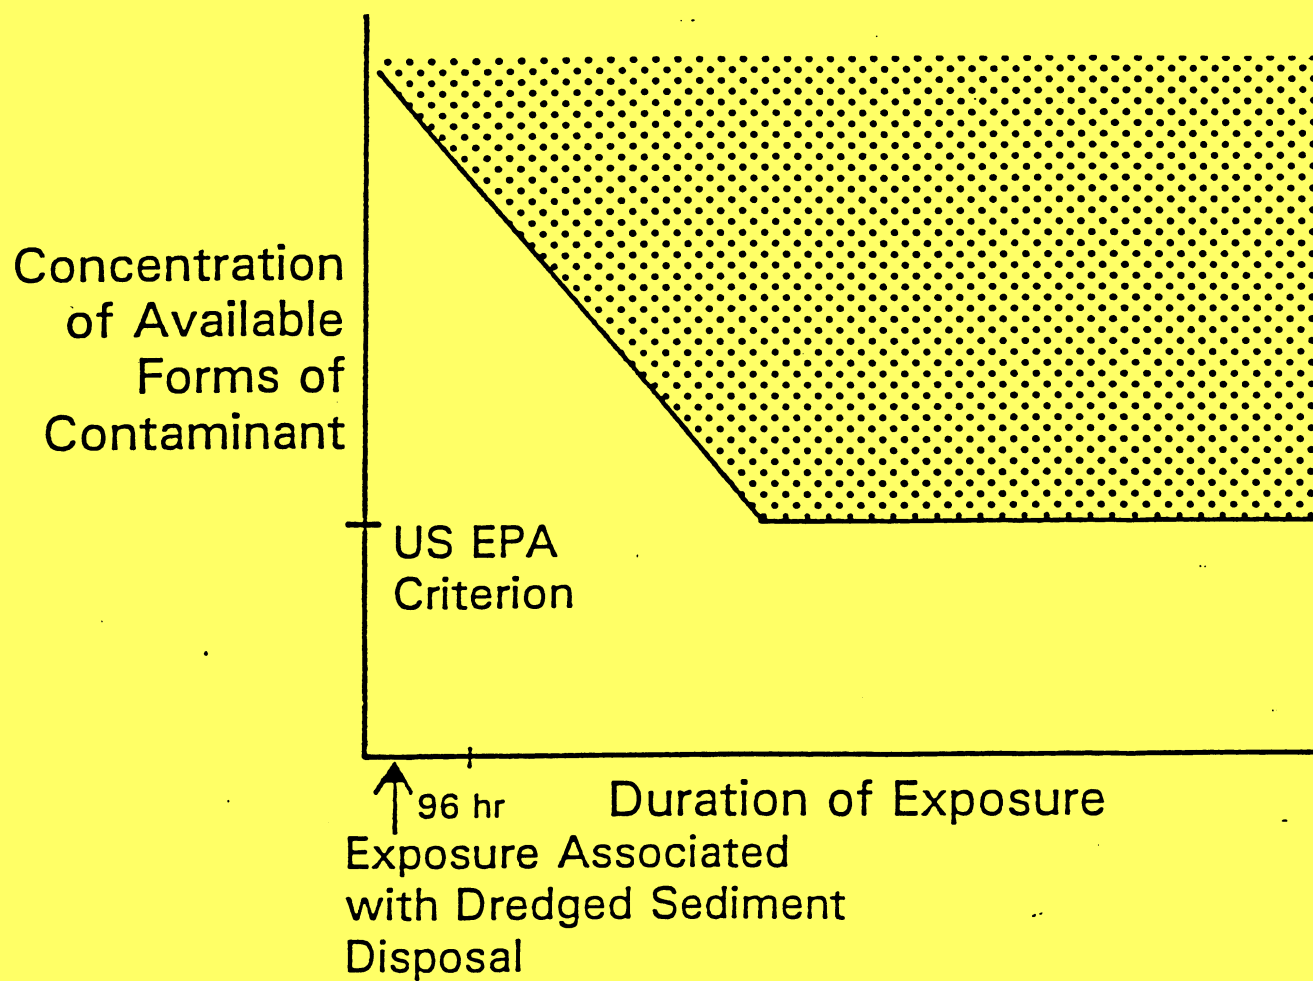 Concentration
of Available
Forms of
Contaminant
US EPA
Criterion
96 hr
Duration of Exposure
Exposure Associated
with Dredged Sediment
Disposal